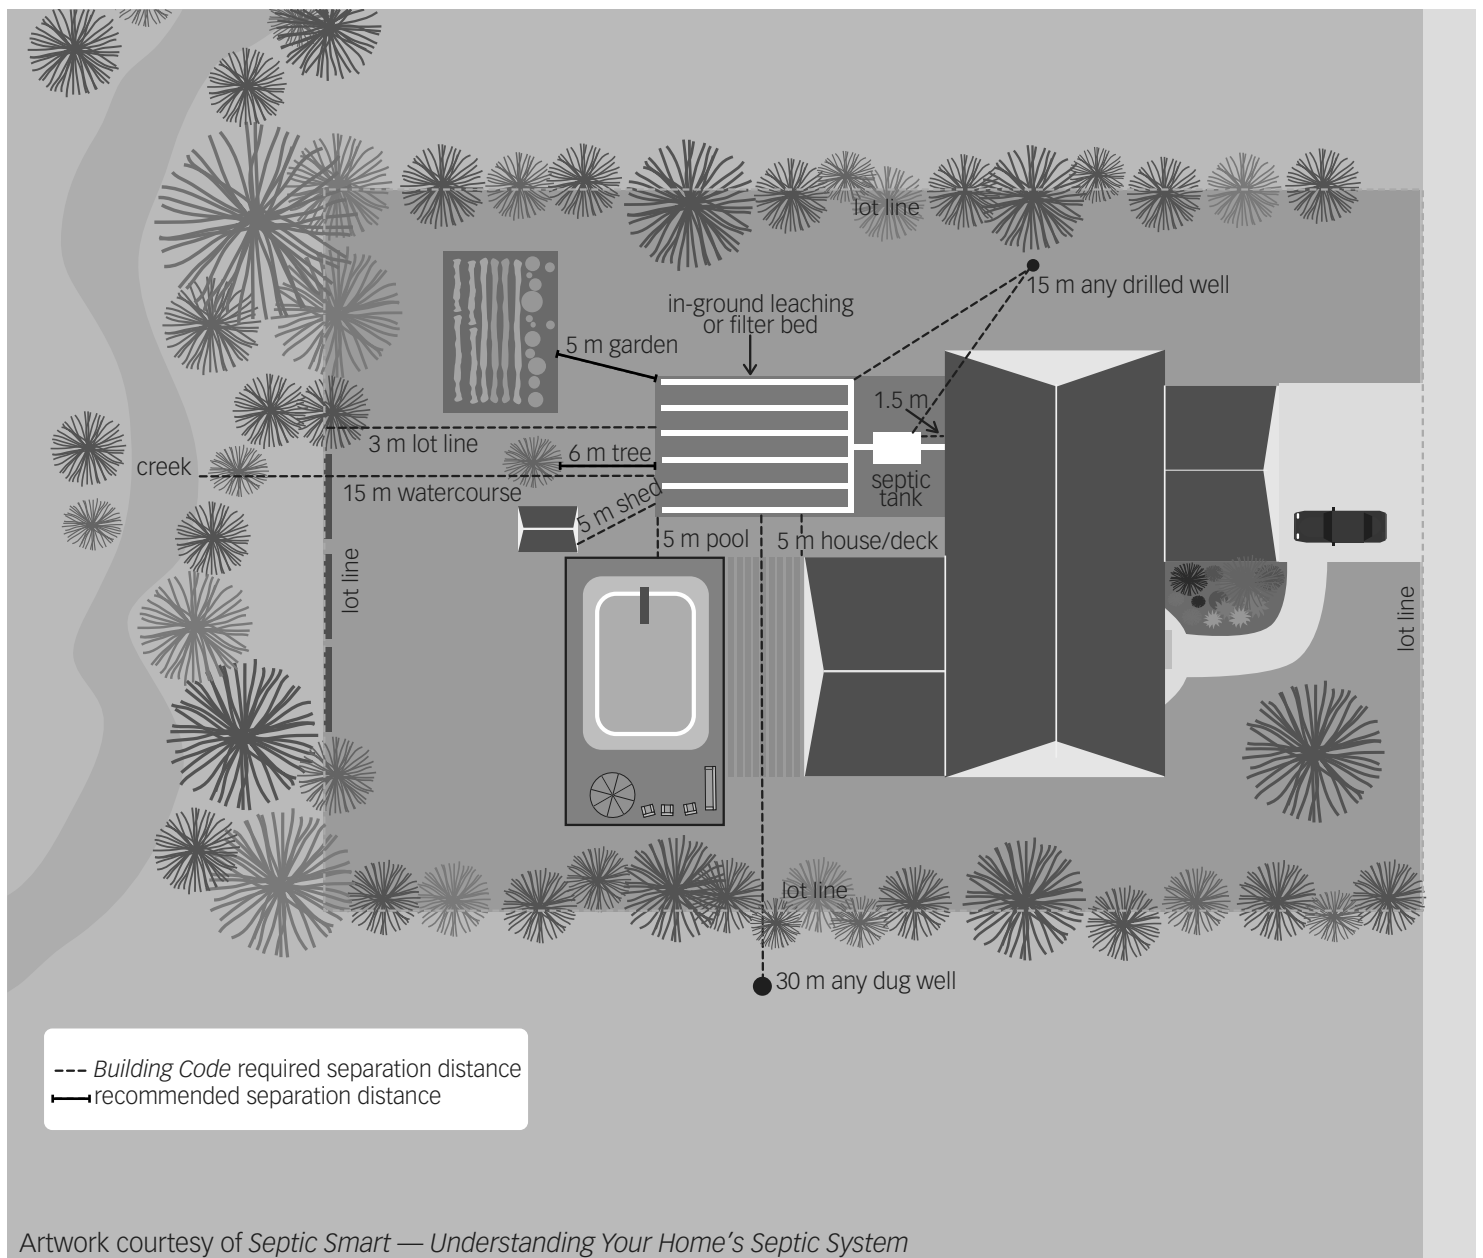 lot line
15 m any drilled well
in-ground leaching
or filter bed
5 m garden
1.5 m
3 m lot line
6 m tree
creek
15 m watercourse
septic
tank
5 m shed
5 m pool
5 m house/deck
lot line
lot line
lot line
30 m any dug well
Building Code required separation distance
recommended separation distance
Artwork courtesy of Septic Smart — Understanding Your Home's Septic System